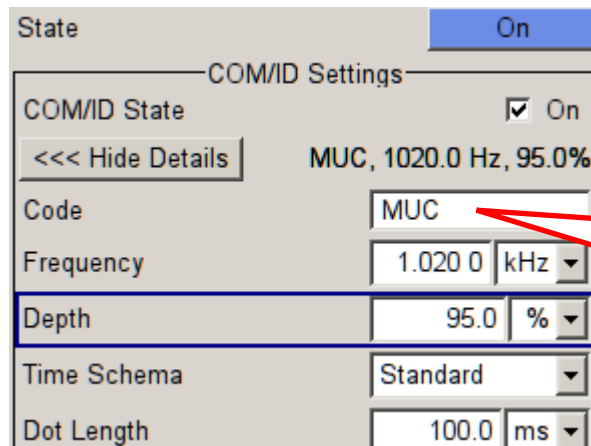 State On
COM/ID Settings
COM/ID State On
<<< Hide Details MUC, 1020.0 Hz, 95.0%
Code MUC
Frequency 1.020 0 kHz
Depth 95.0 %
Time Schema Standard
Dot Length 100.0 ms